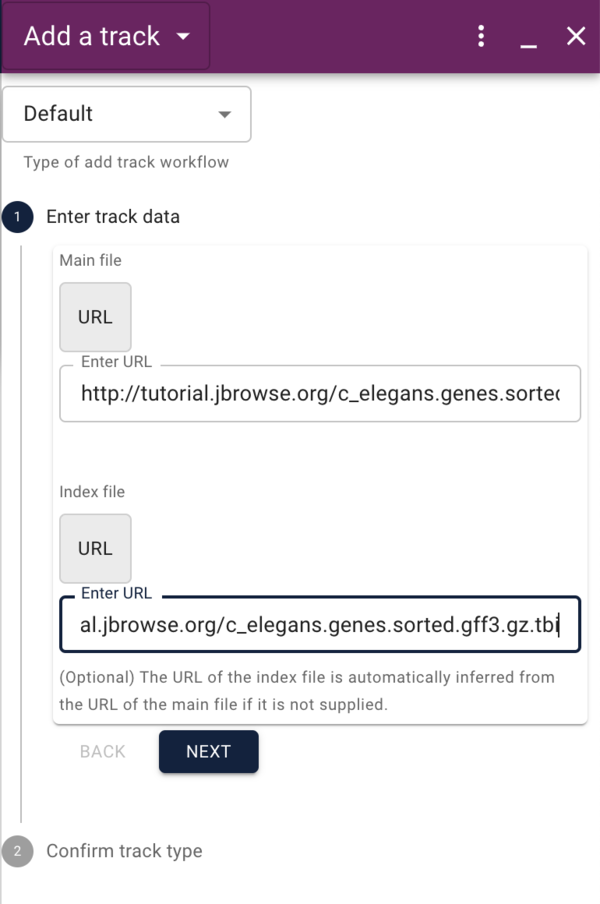 Add a track
Default
Type of add track workflow
1 Enter track data
Main file
URL
Enter URL
http://tutorial.jbrowse.org/c_elegans.genes.sorted
Index file
URL
Enter URL
al.jbrowse.org/c_elegans.genes.sorted.gff3.gz.tbi
(Optional) The URL of the index file is automatically inferred from
the URL of the main file if it is not supplied.
BACK NEXT
2 Confirm track type